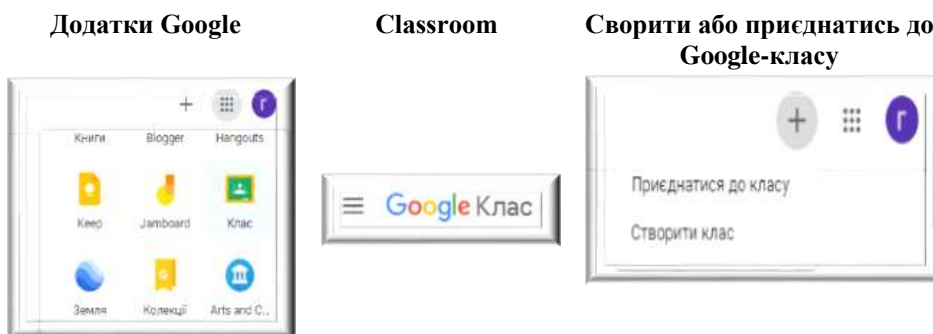 Додатки Google
Classroom
Сворити або приєднатись до
Google-класу
+ г
Книги Blogger Hangouts
Keep Jamboard Клас
Земля Колекції Arts and C...
Google Клас
+ г
Приєднатися до класу
Створити клас